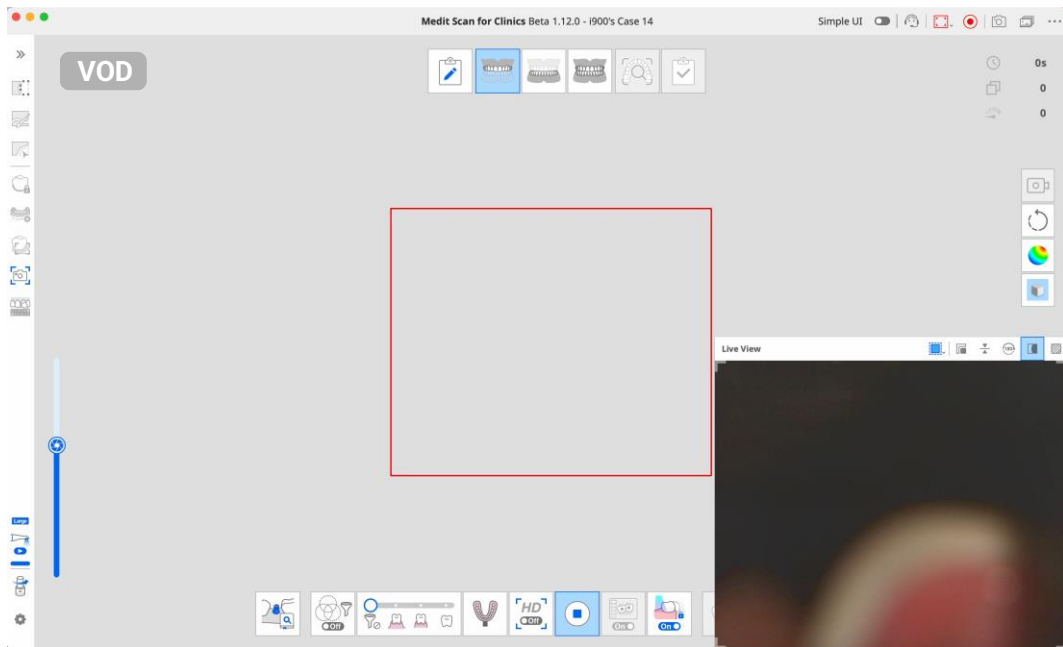 Medit Scan for Clinics Beta 1.12.0 - i900's Case 14
Simple UI
VOD
0s
0
0
Live View
Large
Off
HD
Off
On
On